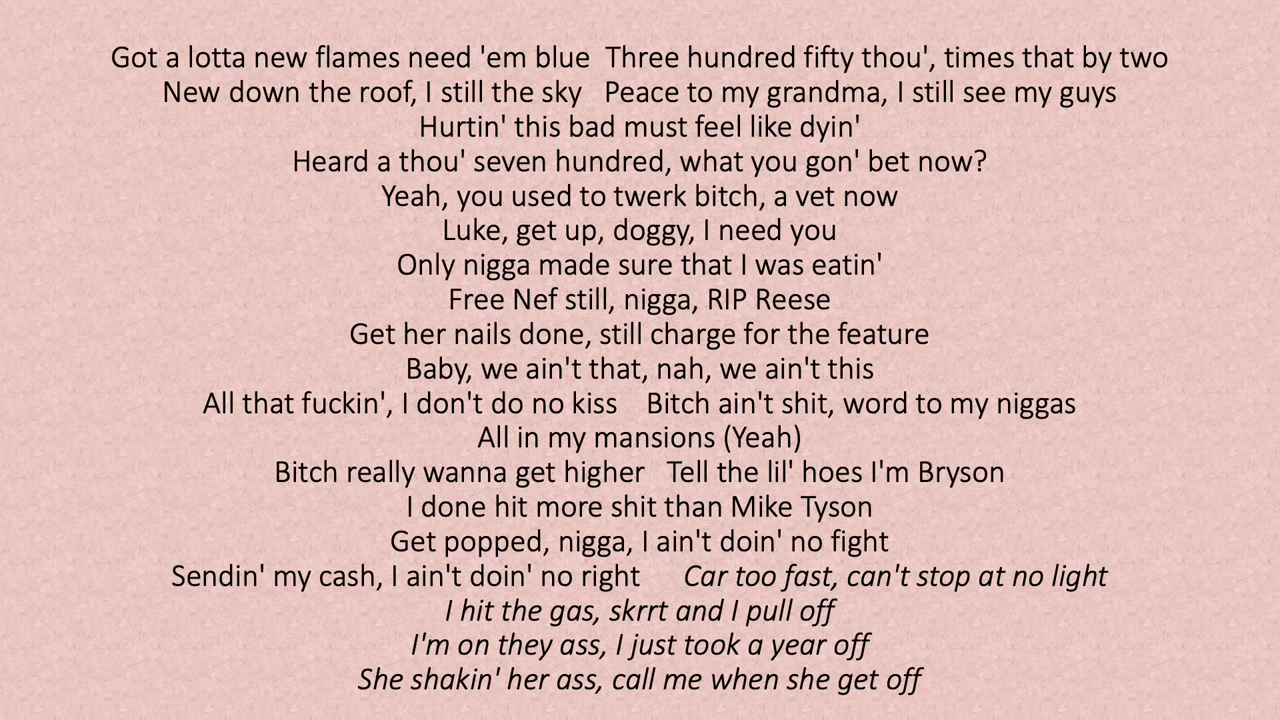 Got a lotta new flames need 'em blue  Three hundred fifty thou', times that by two
New down the roof, I still the sky   Peace to my grandma, I still see my guys
Hurtin' this bad must feel like dyin'
Heard a thou' seven hundred, what you gon' bet now?
Yeah, you used to twerk bitch, a vet now
Luke, get up, doggy, I need you
Only nigga made sure that I was eatin'
Free Nef still, nigga, RIP Reese
Get her nails done, still charge for the feature
Baby, we ain't that, nah, we ain't this
All that fuckin', I don't do no kiss    Bitch ain't shit, word to my niggas
All in my mansions (Yeah)
Bitch really wanna get higher   Tell the lil' hoes I'm Bryson
I done hit more shit than Mike Tyson
Get popped, nigga, I ain't doin' no fight
Sendin' my cash, I ain't doin' no right      Car too fast, can't stop at no light
I hit the gas, skrrt and I pull off
I'm on they ass, I just took a year off
She shakin' her ass, call me when she get off